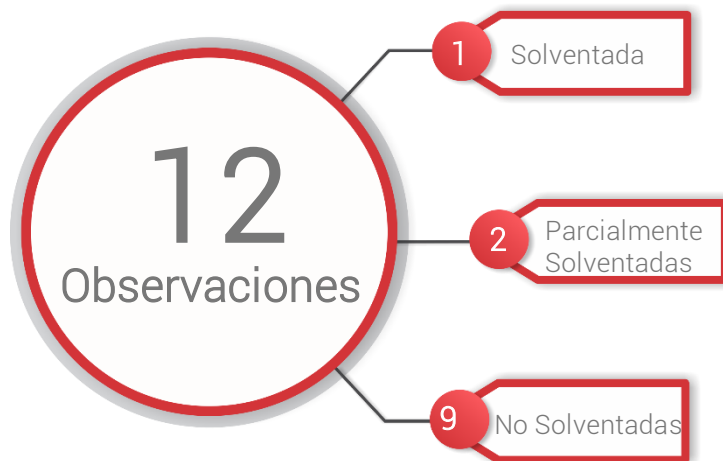 1
Solventada
12
Observaciones
2
Parcialmente
Solventadas
9
No Solventadas